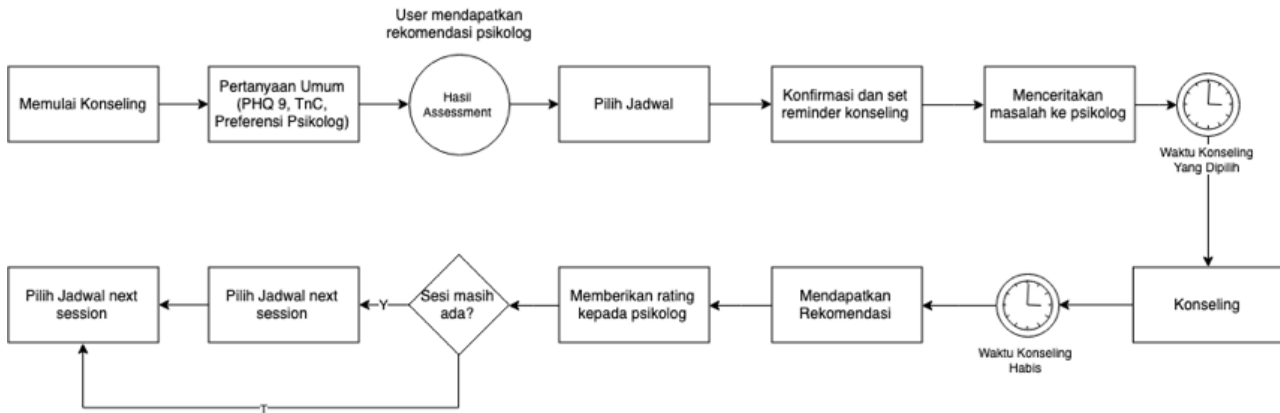 User mendapatkan
rekomendasi psikolog
Memulai Konseling
Pertanyaan Umum
(PHQ 9, TnC,
Preferensi Psikolog)
Hasil
Assessment
Pilih Jadwal
Konfirmasi dan set
reminder konseling
Menceritakan
masalah ke psikolog
Waktu Konseling
Yang Dipilih
Konseling
Waktu Konseling
Habis
Mendapatkan
Rekomendasi
Memberikan rating
kepada psikolog
Sesi masih
ada?
Y
Pilih Jadwal next
session
Pilih Jadwal next
session
T